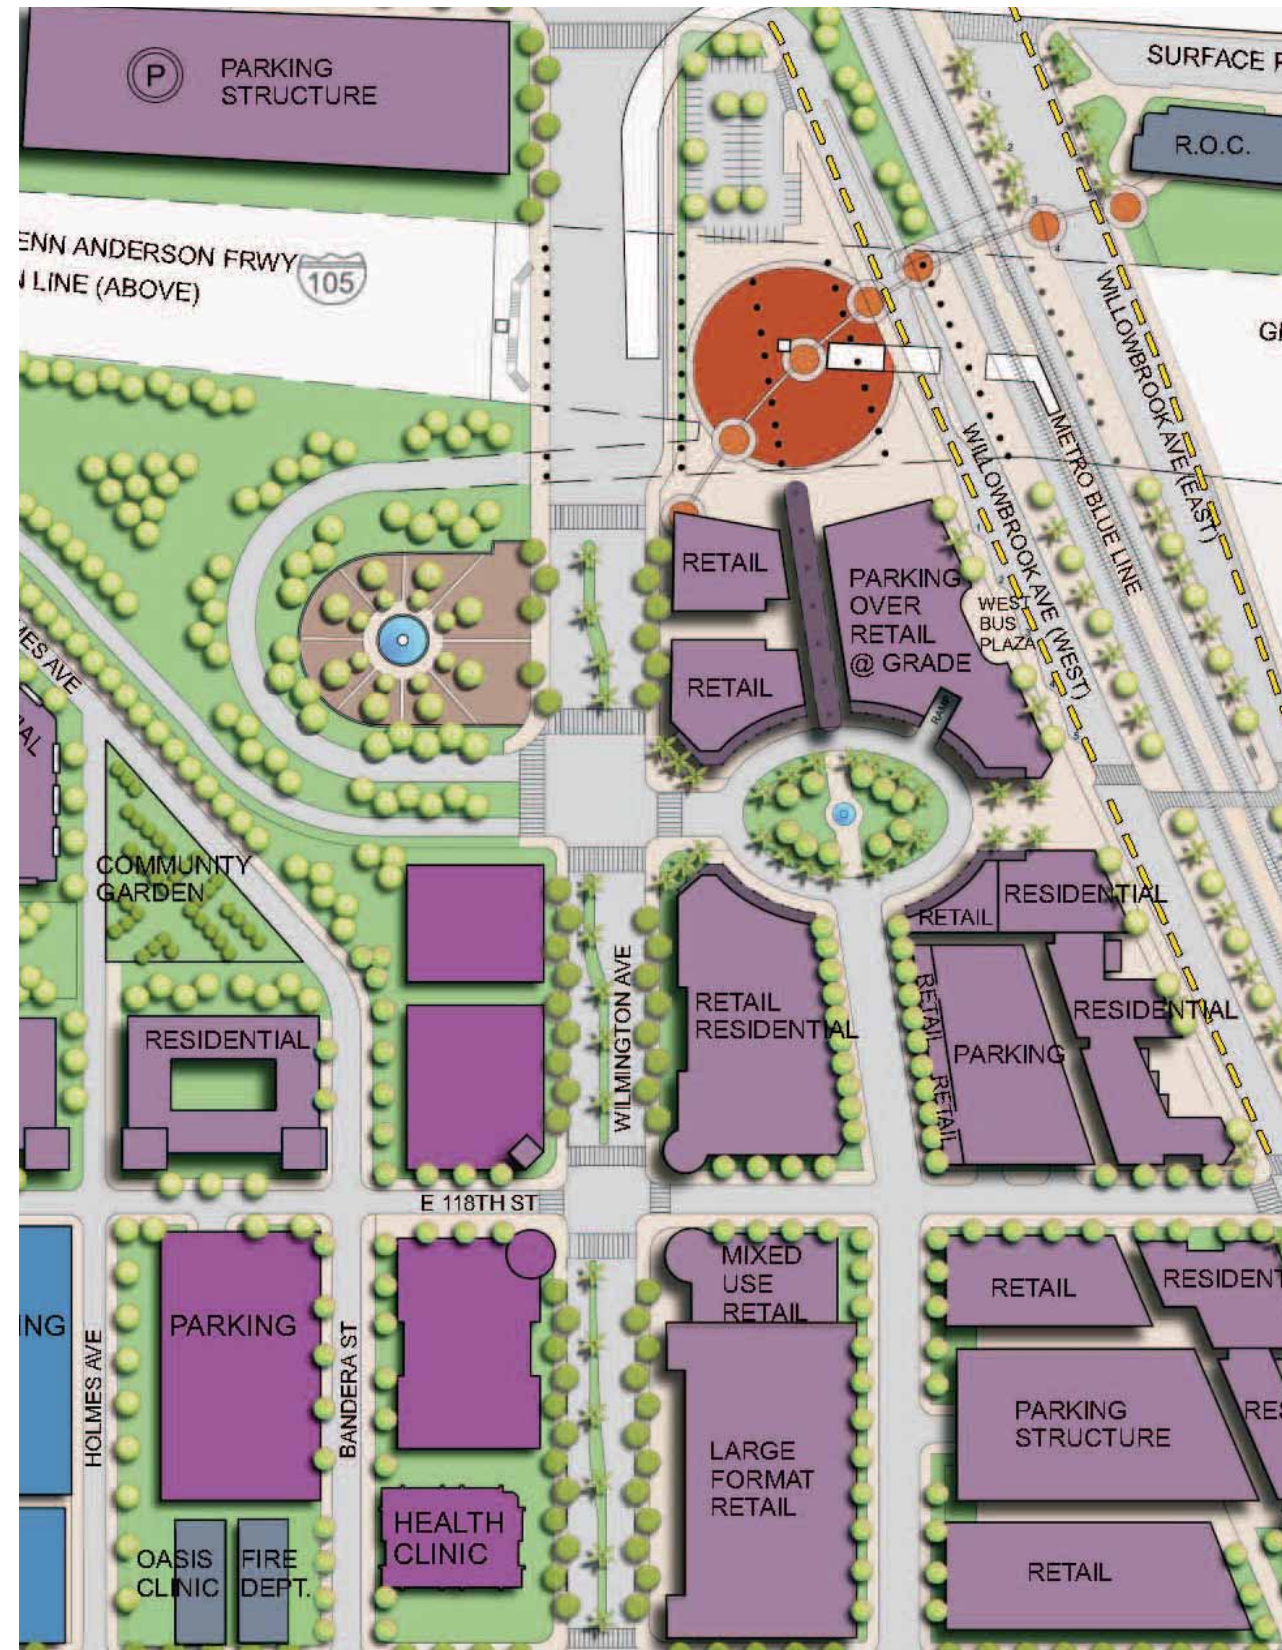 P
PARKING
STRUCTURE
SURFACE
R.O.C.
ANDERSON FRWY
105
LINE (ABOVE)
WILLOWBROOK AVE (EAST)
WILLOWBROOK AVE (WEST)
METRO BLUE LINE
RETAIL
PARKING
OVER
RETAIL
@ GRADE
WEST
BUS
PLAZA
RETAIL
RAMP
AVE
COMMUNITY
GARDEN
RETAIL
RESIDENTIAL
WILMINGTON AVE
RETAIL
RESIDENTIAL
RETAIL
RETAIL
PARKING
RESIDENTIAL
RESIDENTIAL
E 118TH ST
MIXED
USE
RETAIL
RETAIL
PARKING
HOLMES AVE
BANDERA ST
LARGE
FORMAT
RETAIL
PARKING
STRUCTURE
HEALTH
CLINIC
OASIS
CLINIC
FIRE
DEPT.
RETAIL